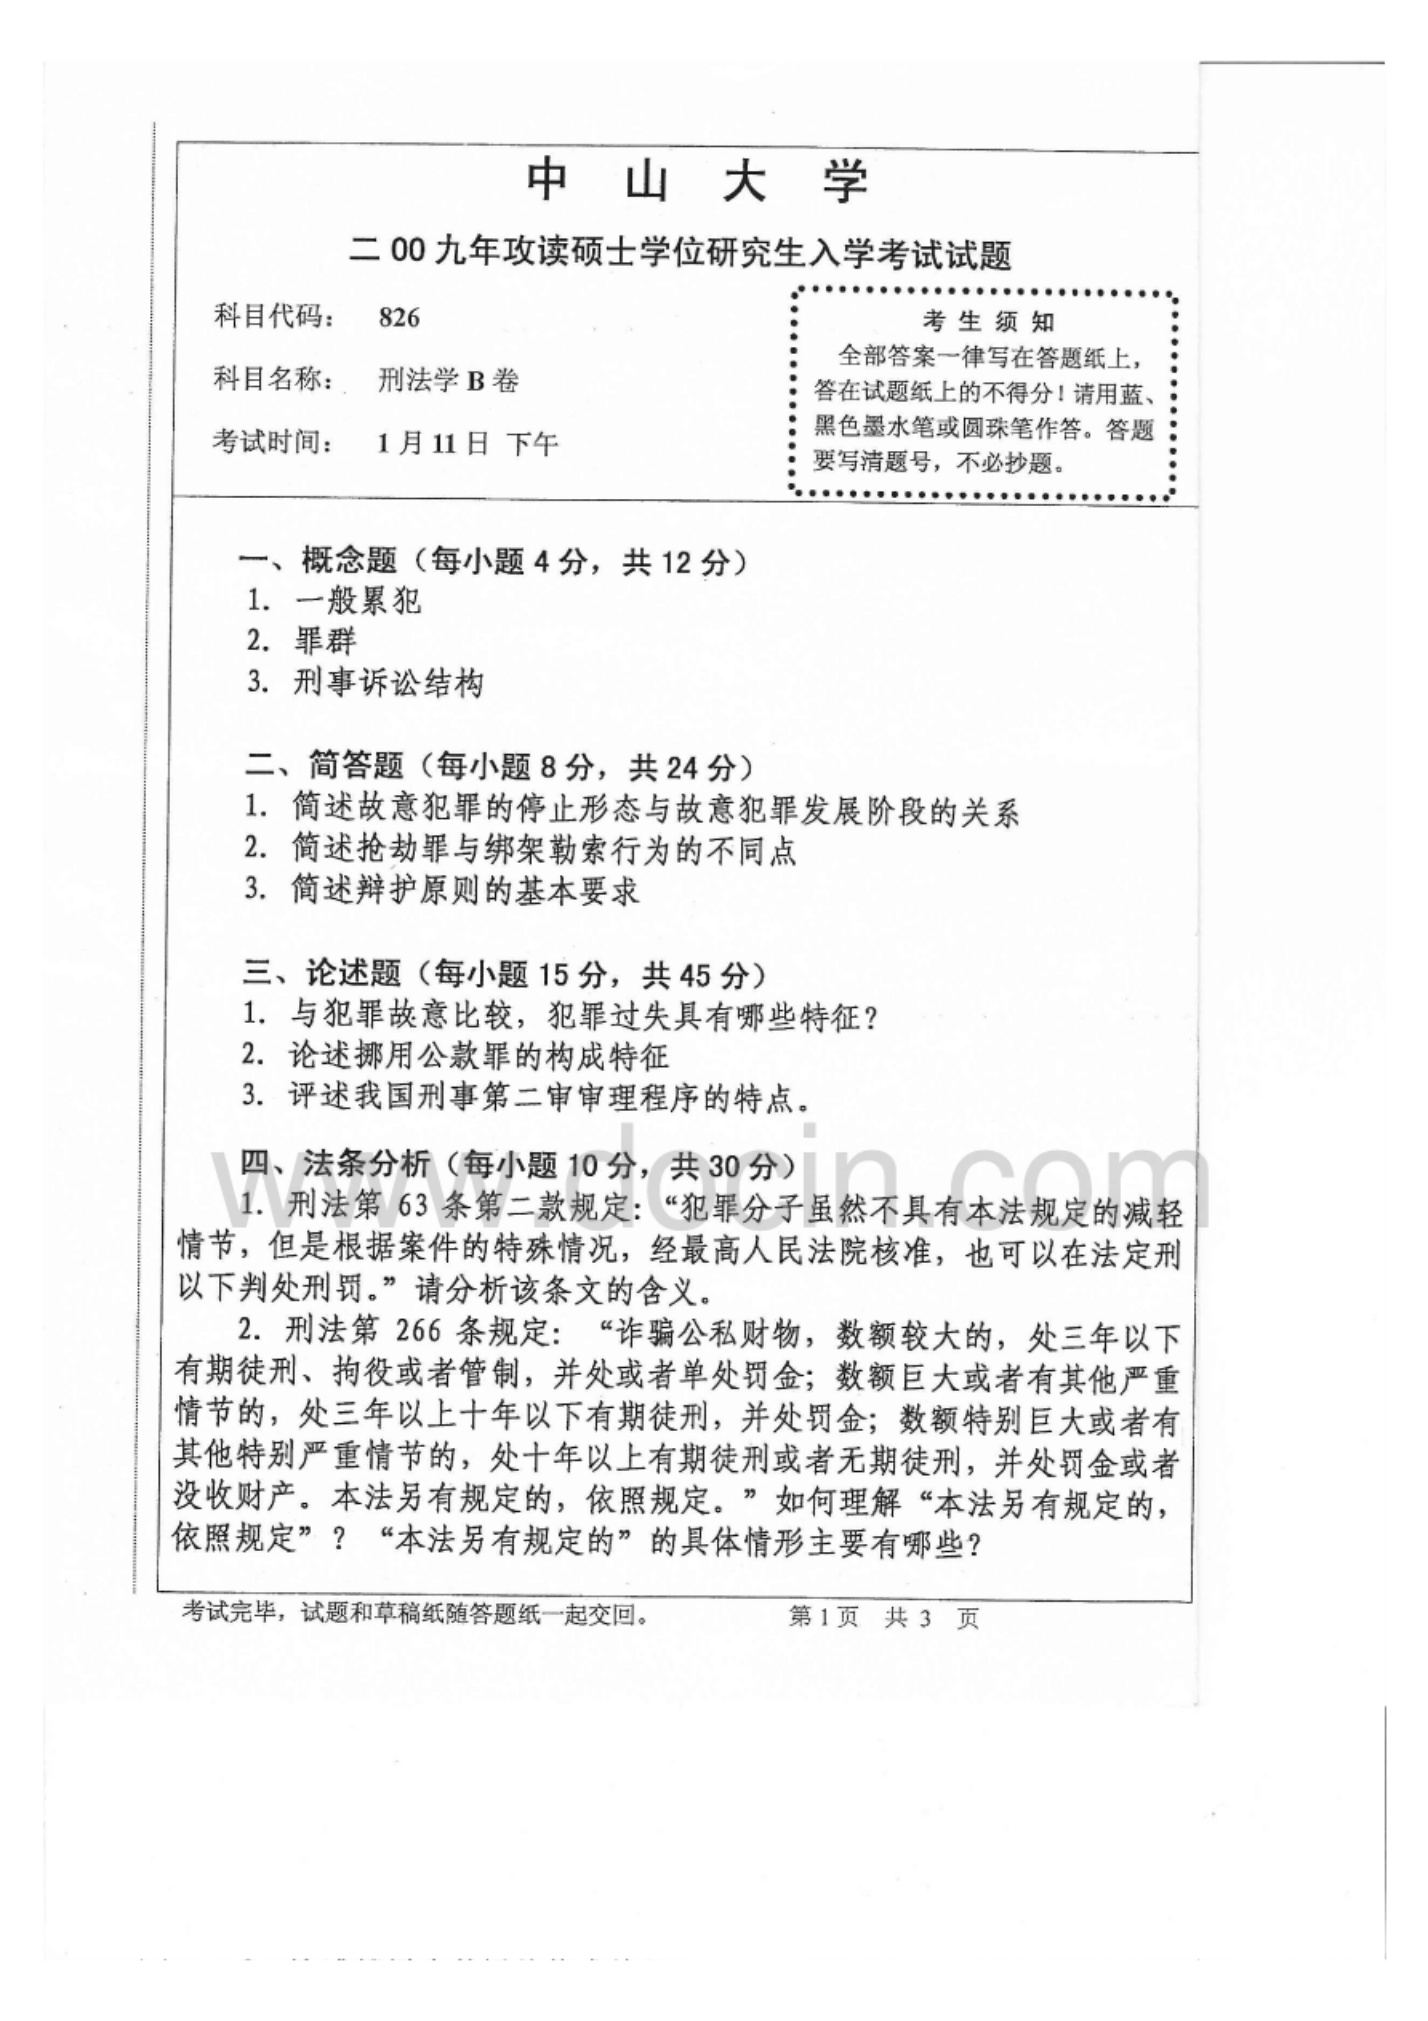 中 山 大 学
二00九年攻读硕士学位研究生入学考试试题
科目代码： 826
科目名称： 刑法学B卷
考试时间： 1月11日 下午
考 生 须 知
全部答案一律写在答题纸上，
答在试题纸上的不得分！请用蓝、
黑色墨水笔或圆珠笔作答。答题
要写清题号，不必抄题。
一、概念题（每小题4分，共12分）
1. 一般累犯
2. 罪群
3. 刑事诉讼结构
二、简答题（每小题8分，共24分）
1. 简述故意犯罪的停止形态与故意犯罪发展阶段的关系
2. 简述抢劫罪与绑架勒索行为的不同点
3. 简述辩护原则的基本要求
三、论述题（每小题15分，共45分）
1. 与犯罪故意比较，犯罪过失具有哪些特征？
2. 论述挪用公款罪的构成特征
3. 评述我国刑事第二审审理程序的特点。
四、法条分析（每小题10分，共30分）
1. 刑法第 63 条第二款规定：“犯罪分子虽然不具有本法规定的减轻
情节，但是根据案件的特殊情况，经最高人民法院核准，也可以在法定刑
以下判处刑罚。”请分析该条文的含义。
2. 刑法第 266 条规定：“诈骗公私财物，数额较大的，处三年以下
有期徒刑、拘役或者管制，并处或者单处罚金；数额巨大或者有其他严重
情节的，处三年以上十年以下有期徒刑，并处罚金；数额特别巨大或者有
其他特别严重情节的，处十年以上有期徒刑或者无期徒刑，并处罚金或者
没收财产。本法另有规定的，依照规定。”如何理解“本法另有规定的，
依照规定”？“本法另有规定的”的具体情形主要有哪些？
www.docin.com
考试完毕，试题和草稿纸随答题纸一起交回。 第1页 共 3 页